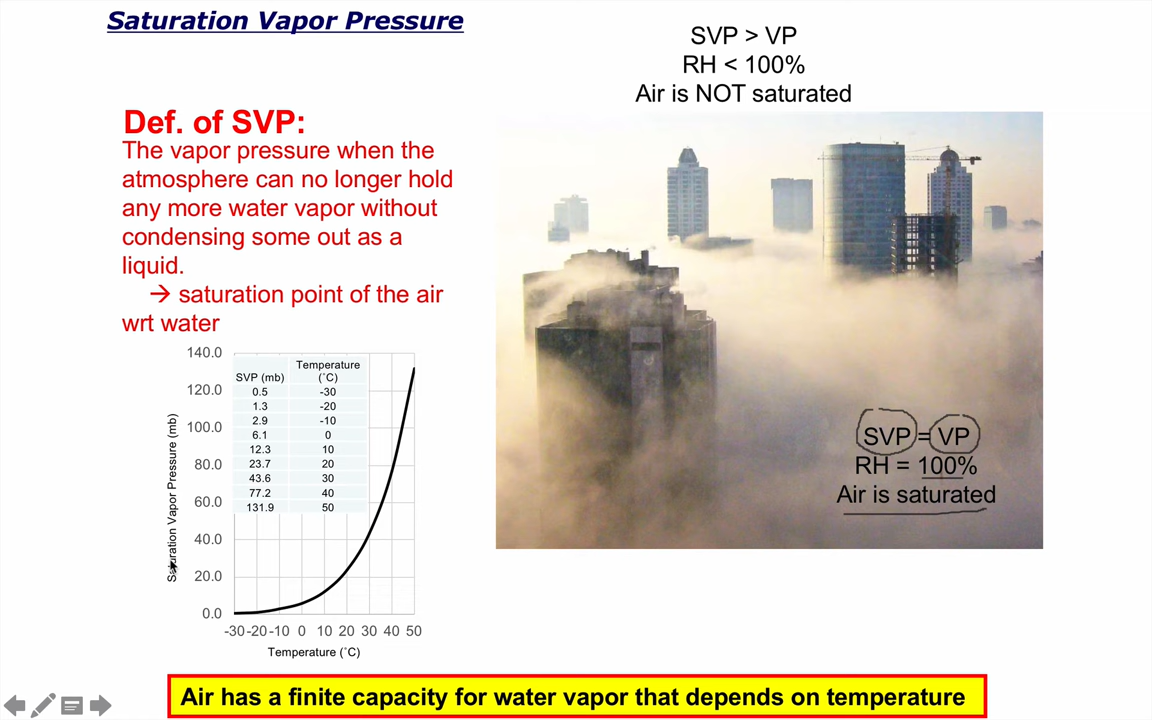 Saturation Vapor Pressure
SVP > VP
RH < 100%
Air is NOT saturated
Def. of SVP:
The vapor pressure when the
atmosphere can no longer hold
any more water vapor without
condensing some out as a
liquid.
→ saturation point of the air
wrt water
SVP = VP
RH = 100%
Air is saturated
Saturation Vapor Pressure (mb)
140.0
120.0
100.0
80.0
60.0
40.0
20.0
0.0
SVP (mb) Temperature (˚C)
0.5 -30
1.3 -20
2.9 -10
6.1 0
12.3 10
23.7 20
43.6 30
77.2 40
131.9 50
-30 -20 -10 0 10 20 30 40 50
Temperature (˚C)
Air has a finite capacity for water vapor that depends on temperature